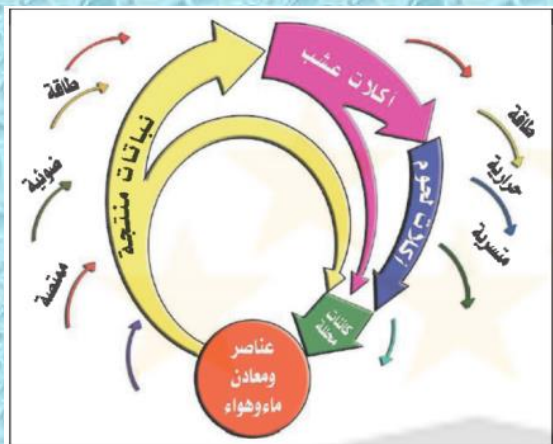 طاقة
ضوئية
ممتصة
نباتات منتجة
آكلات عشب
آكلات لحوم
كائنات
محللة
عناصر
ومعادن
ماء وهواء
طاقة
حرارية
متسربة